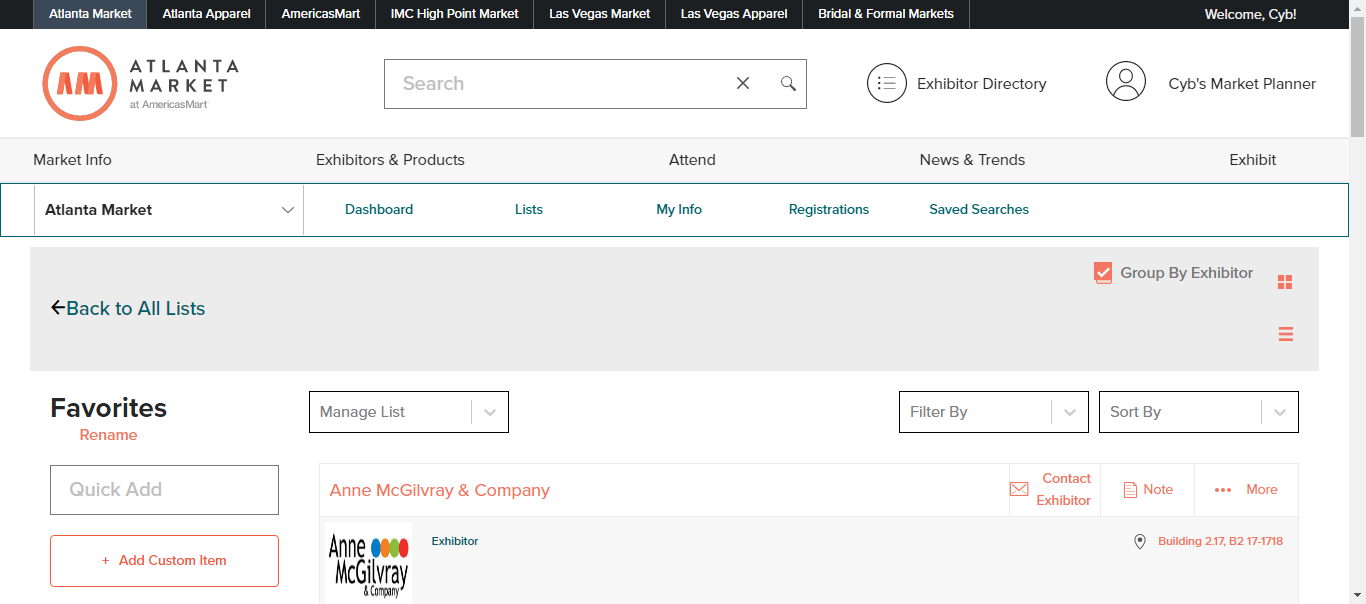 Atlanta Market Atlanta Apparel AmericasMart IMC High Point Market Las Vegas Market Las Vegas Apparel Bridal & Formal Markets Welcome, Cyb!
AM ATLANTA
MARKET
at AmericasMart
Search
Exhibitor Directory
Cyb's Market Planner
Market Info Exhibitors & Products Attend News & Trends Exhibit
Atlanta Market Dashboard Lists My Info Registrations Saved Searches
Group By Exhibitor
Back to All Lists
Favorites
Rename
Manage List
Filter By
Sort By
Quick Add
+ Add Custom Item
Anne McGilvray & Company
Contact
Exhibitor
Note
More
Anne
McGilvray
& Company
Exhibitor
Building 2.17, B2 17-1718